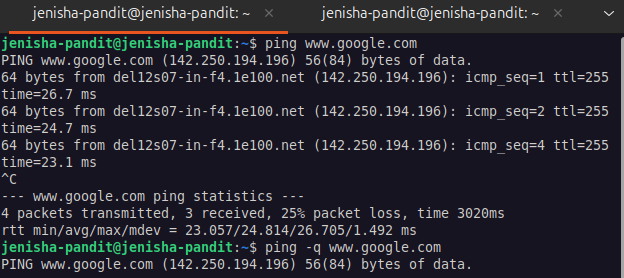 jenisha-pandit@jenisha-pandit: ~ × jenisha-pandit@jenisha-pandit: ~ ×
jenisha-pandit@jenisha-pandit:~$ ping www.google.com
PING www.google.com (142.250.194.196) 56(84) bytes of data.
64 bytes from del12s07-in-f4.1e100.net (142.250.194.196): icmp_seq=1 ttl=255
time=26.7 ms
64 bytes from del12s07-in-f4.1e100.net (142.250.194.196): icmp_seq=2 ttl=255
time=24.7 ms
64 bytes from del12s07-in-f4.1e100.net (142.250.194.196): icmp_seq=4 ttl=255
time=23.1 ms
^C
--- www.google.com ping statistics ---
4 packets transmitted, 3 received, 25% packet loss, time 3020ms
rtt min/avg/max/mdev = 23.057/24.814/26.705/1.492 ms
jenisha-pandit@jenisha-pandit:~$ ping -q www.google.com
PING www.google.com (142.250.194.196) 56(84) bytes of data.